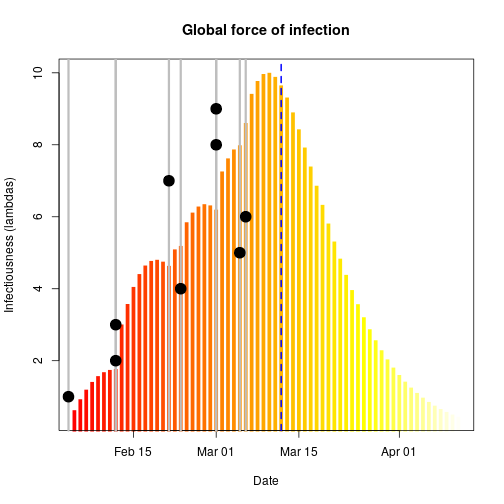 Global force of infection
Infectiousness (lambdas)
10
8
6
4
2
Feb 15
Mar 01
Mar 15
Apr 01
Date